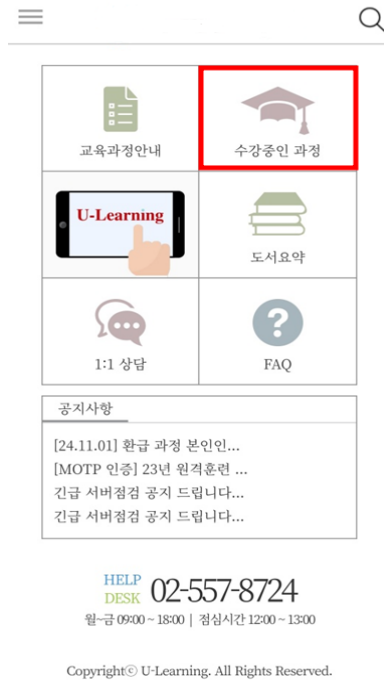 교육과정안내
수강중인 과정
U-Learning
도서요약
1:1 상담
FAQ
공지사항
[24.11.01] 환급 과정 본인인...
[MOTP 인증] 23년 원격훈련 ...
긴급 서버점검 공지 드립니다...
긴급 서버점검 공지 드립니다...
HELP DESK 02-557-8724
월~금 09:00 ~ 18:00 | 점심시간 12:00 ~ 13:00
Copyrightⓒ U-Learning. All Rights Reserved.